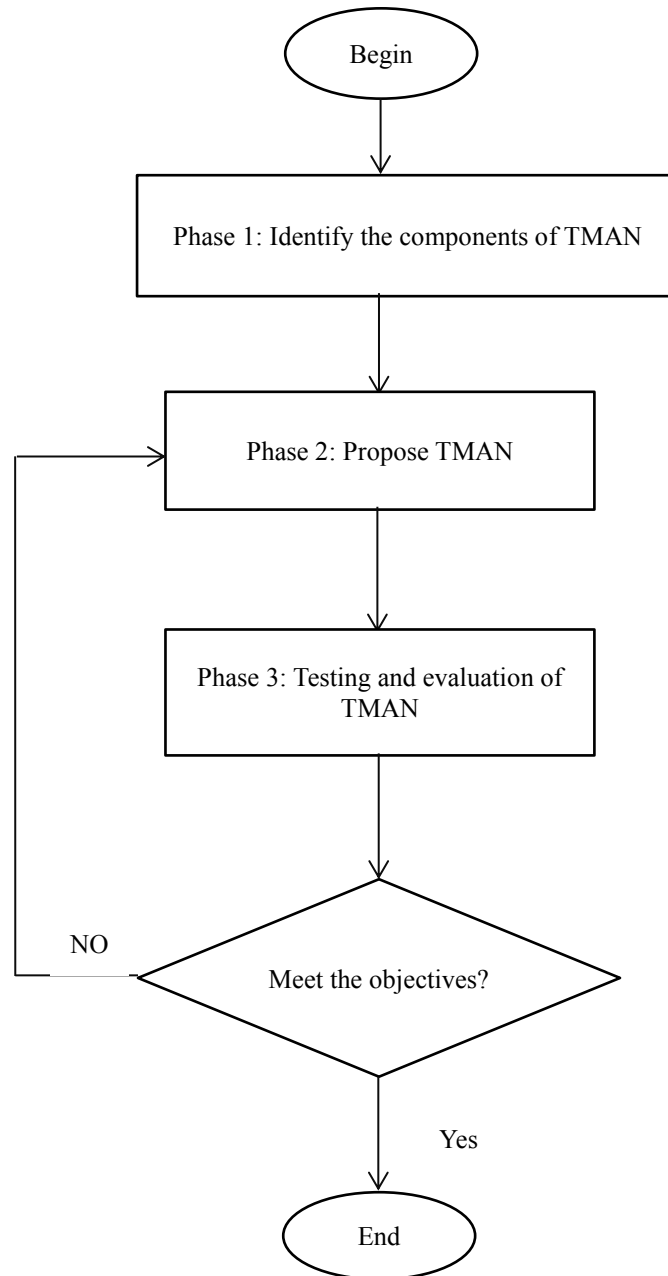 Begin
Phase 1: Identify the components of TMAN
Phase 2: Propose TMAN
Phase 3: Testing and evaluation of
TMAN
NO
Meet the objectives?
Yes
End